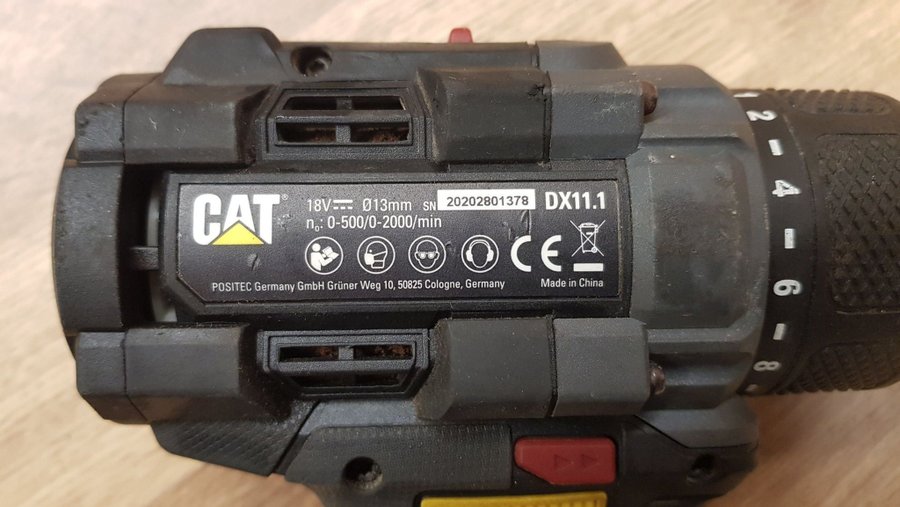 CAT®
18V⎓ Ø13mm SN 20202801378 DX11.1
n₀: 0-500/0-2000/min
CE
POSITEC Germany GmbH Grüner Weg 10, 50825 Cologne, Germany
Made in China
2
4
6
8